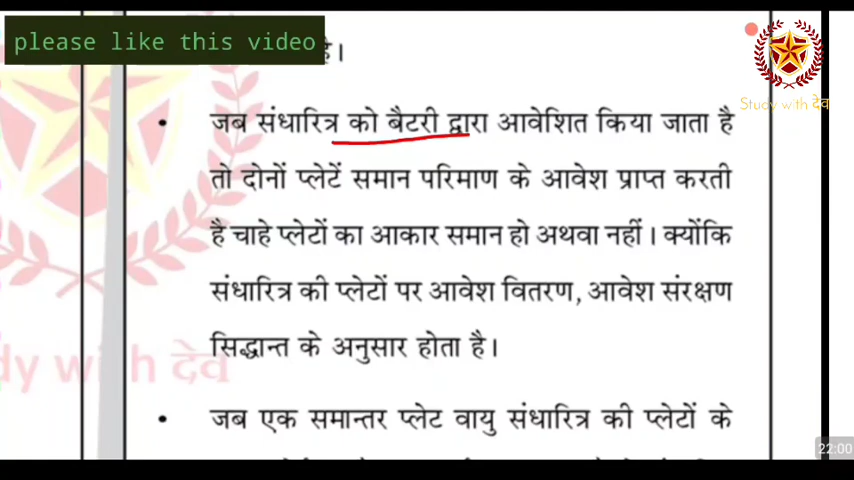 please like this video
है।
Study with देव
• जब संधारित्र को बैटरी द्वारा आवेशित किया जाता है
तो दोनों प्लेटें समान परिमाण के आवेश प्राप्त करती
है चाहे प्लेटों का आकार समान हो अथवा नहीं। क्योंकि
संधारित्र की प्लेटों पर आवेश वितरण, आवेश संरक्षण
सिद्धान्त के अनुसार होता है।
dy with देव
• जब एक समान्तर प्लेट वायु संधारित्र की प्लेटों के
22:00